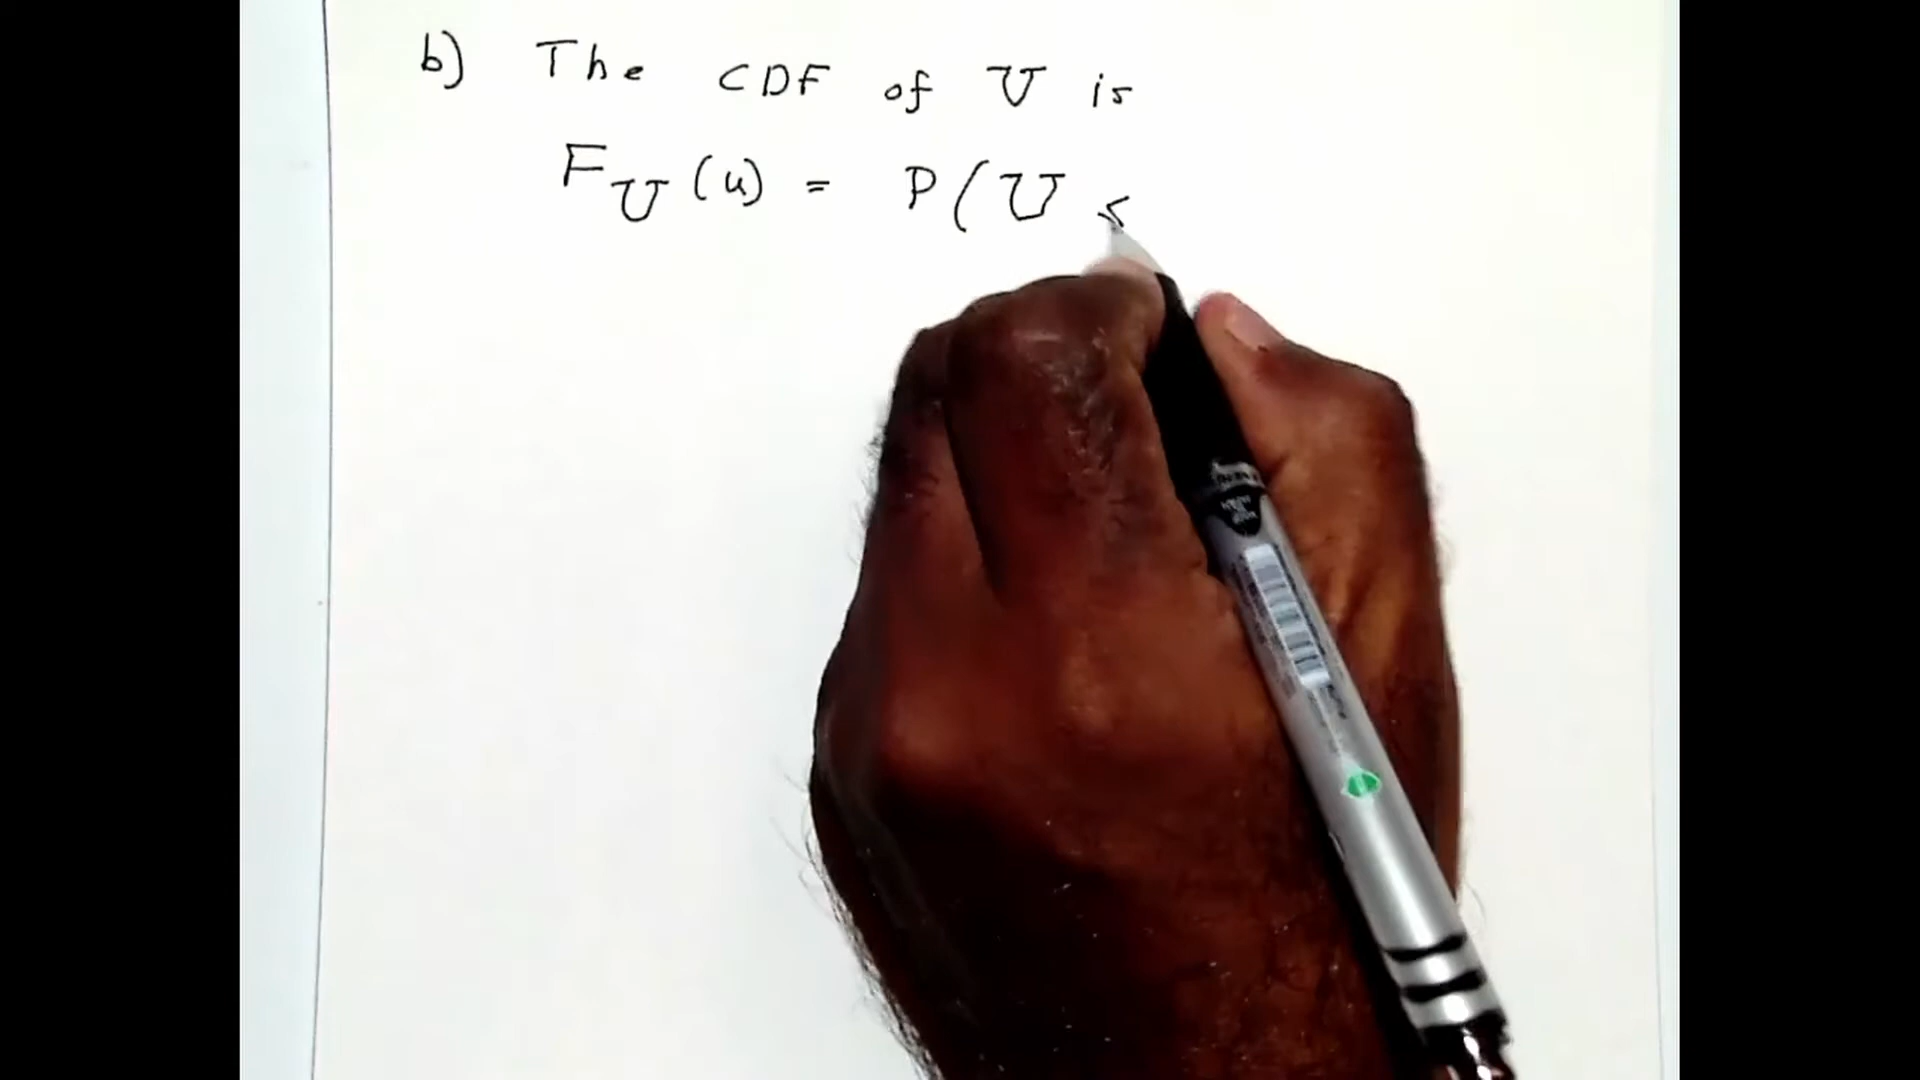 b) The CDF of U is
F_U(u) = P(U ≤